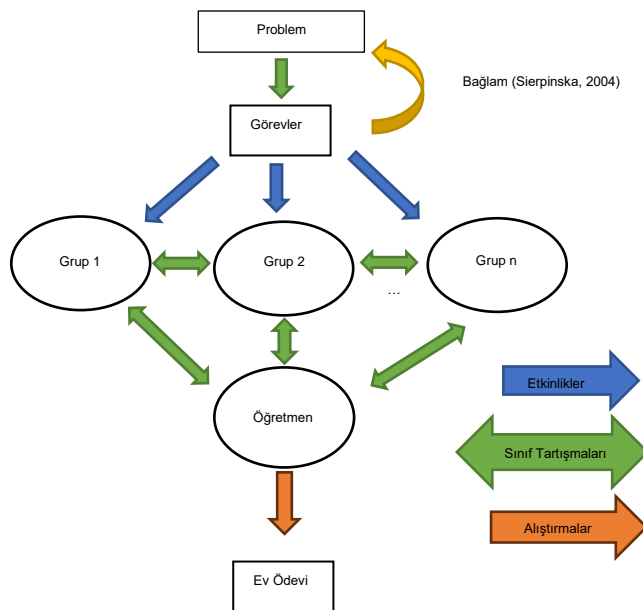 Problem
Bağlam (Sierpinska, 2004)
Görevler
Grup 1
Grup 2
Grup n
...
Etkinlikler
Öğretmen
Sınıf Tartışmaları
Alıştırmalar
Ev Ödevi